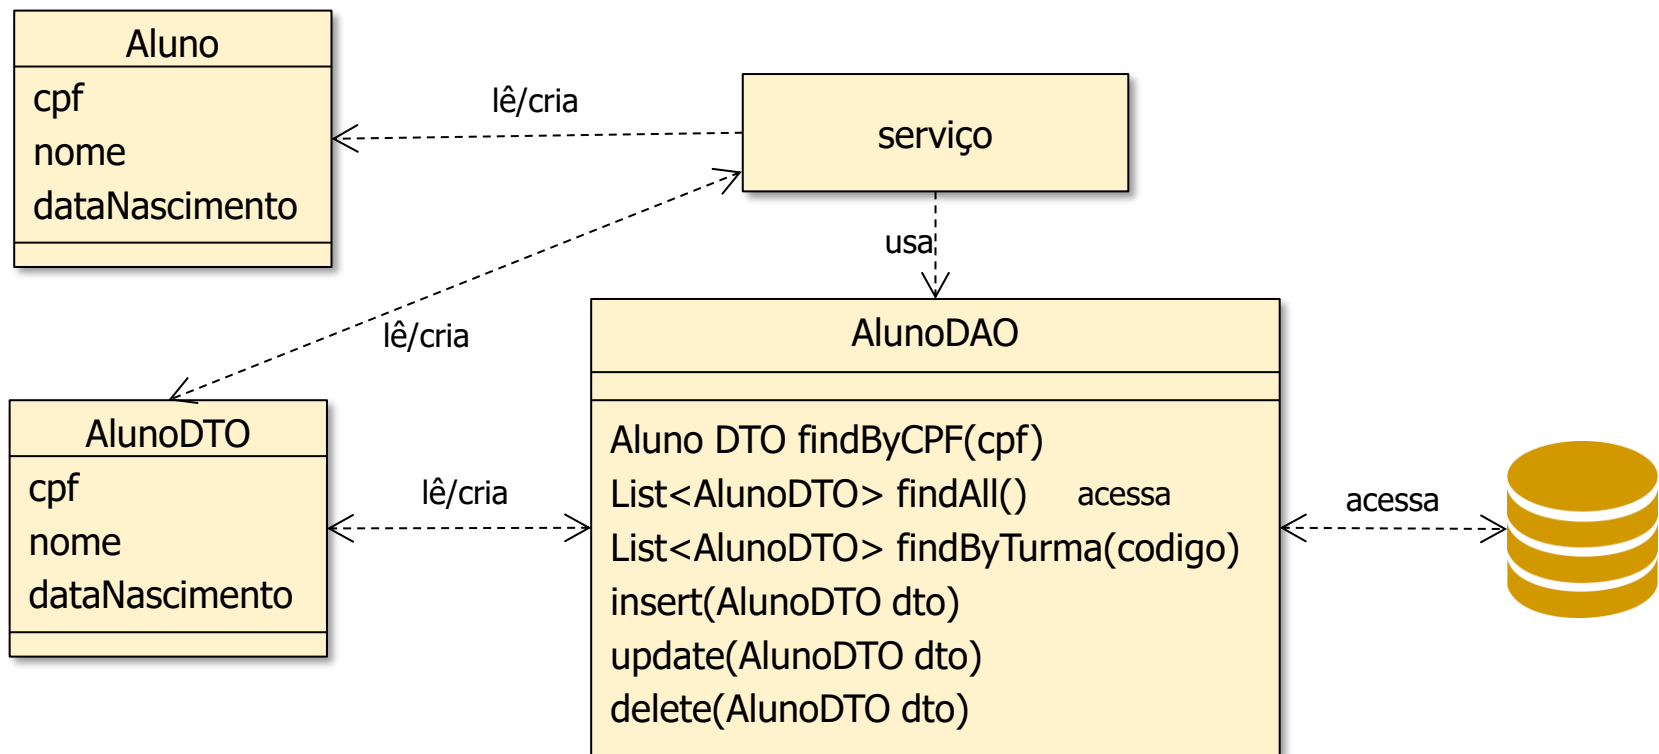 Aluno
cpf
nome
dataNascimento
lê/cria
serviço
usa
lê/cria
AlunoDTO
cpf
nome
dataNascimento
lê/cria
AlunoDAO
Aluno DTO findByCPF(cpf)
List<AlunoDTO> findAll() acessa
List<AlunoDTO> findByTurma(codigo)
insert(AlunoDTO dto)
update(AlunoDTO dto)
delete(AlunoDTO dto)
acessa